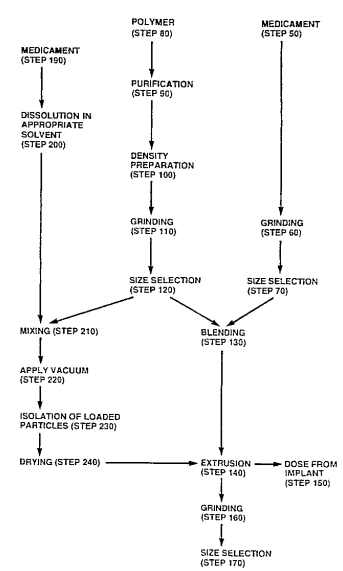 POLYMER
(STEP 80)
MEDICAMENT
(STEP 50)
MEDICAMENT
(STEP 190)
PURIFICATION
(STEP 90)
DISSOLUTION IN
APPROPRIATE
SOLVENT
(STEP 200)
DENSITY
PREPARATION
(STEP 100)
GRINDING
(STEP 110)
GRINDING
(STEP 60)
SIZE SELECTION
(STEP 120)
SIZE SELECTION
(STEP 70)
MIXING (STEP 210)
BLENDING
(STEP 130)
APPLY VACUUM
(STEP 220)
ISOLATION OF LOADED
PARTICLES (STEP 230)
DRYING (STEP 240)
EXTRUSION
(STEP 140)
DOSE FROM
IMPLANT
(STEP 150)
GRINDING
(STEP 160)
SIZE SELECTION
(STEP 170)